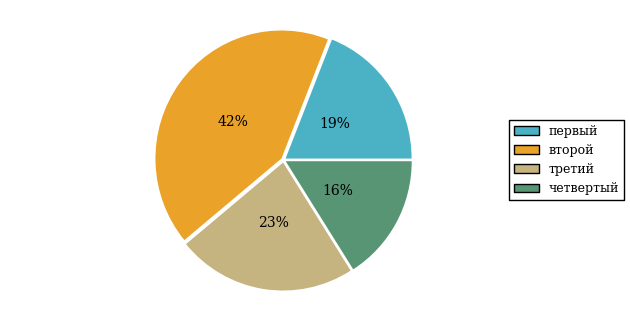 42%
19%
16%
23%
первый
второй
третий
четвертый